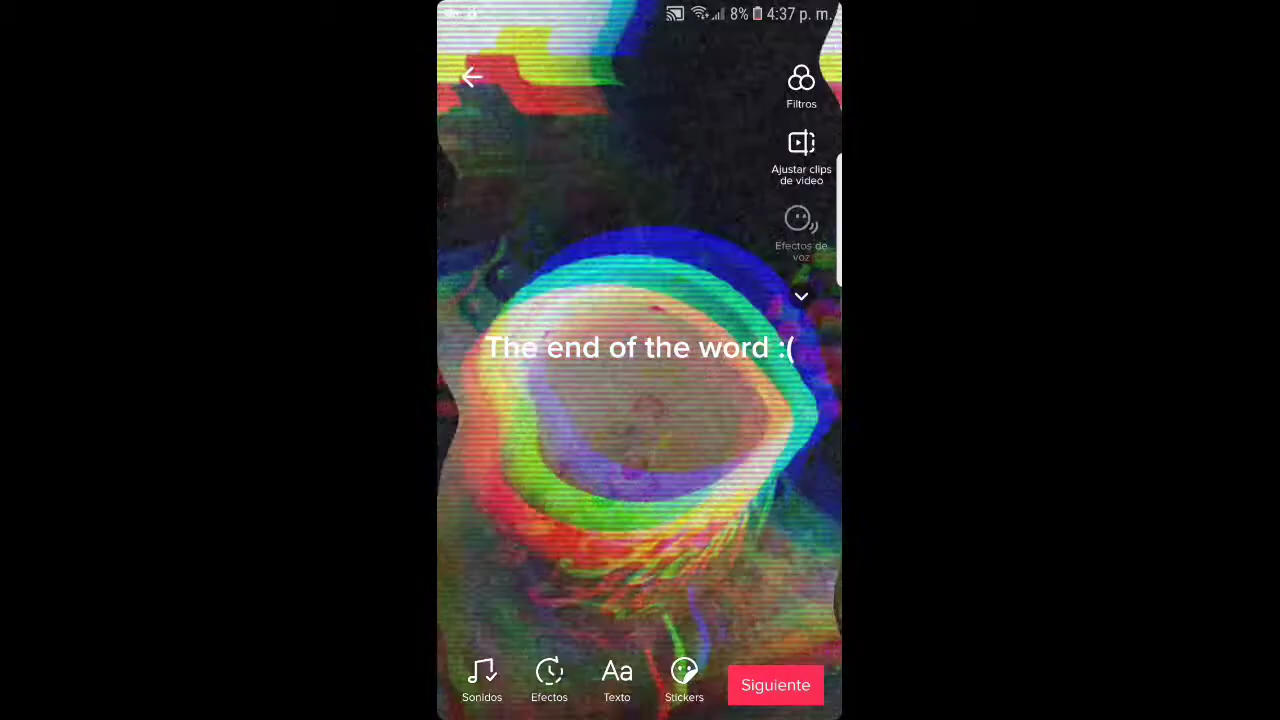 8% 4:37 p. m.
Filtros
Ajustar clips
de video
Efectos de
voz
The end of the word :(
Sonidos
Efectos
Aa
Texto
Stickers
Siguiente